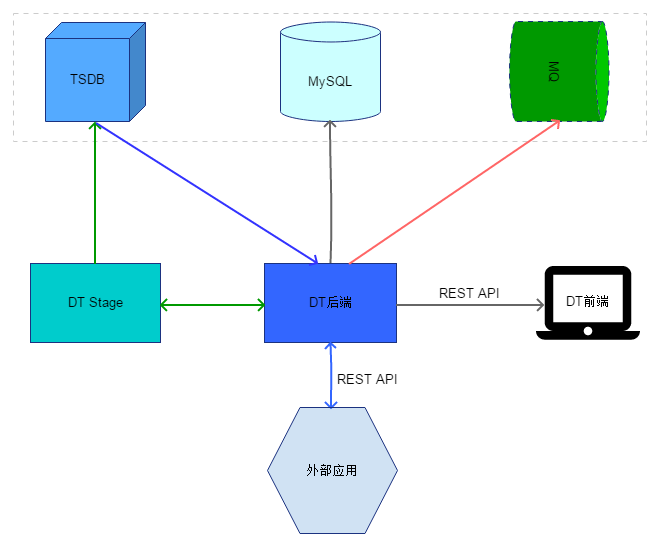 TSDB
MySQL
MQ
DT Stage
DT后端
REST API
DT前端
REST API
外部应用